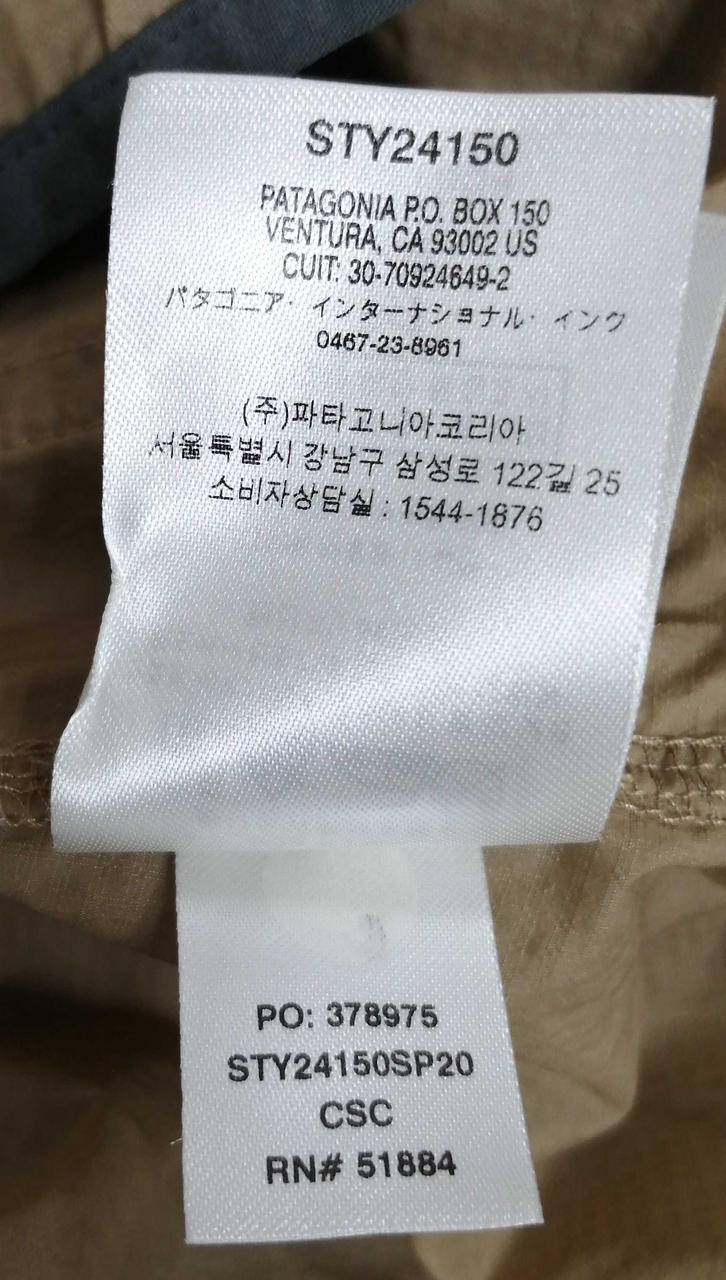 STY24150
PATAGONIA P.O. BOX 150
VENTURA, CA 93002 US
CUIT: 30-70924649-2
パタゴニア・インターナショナル・インク
0467-23-8961
(주)파타고니아코리아
서울특별시 강남구 삼성로 122길 25
소비자상담실 : 1544-1876
PO: 378975
STY24150SP20
CSC
RN# 51884